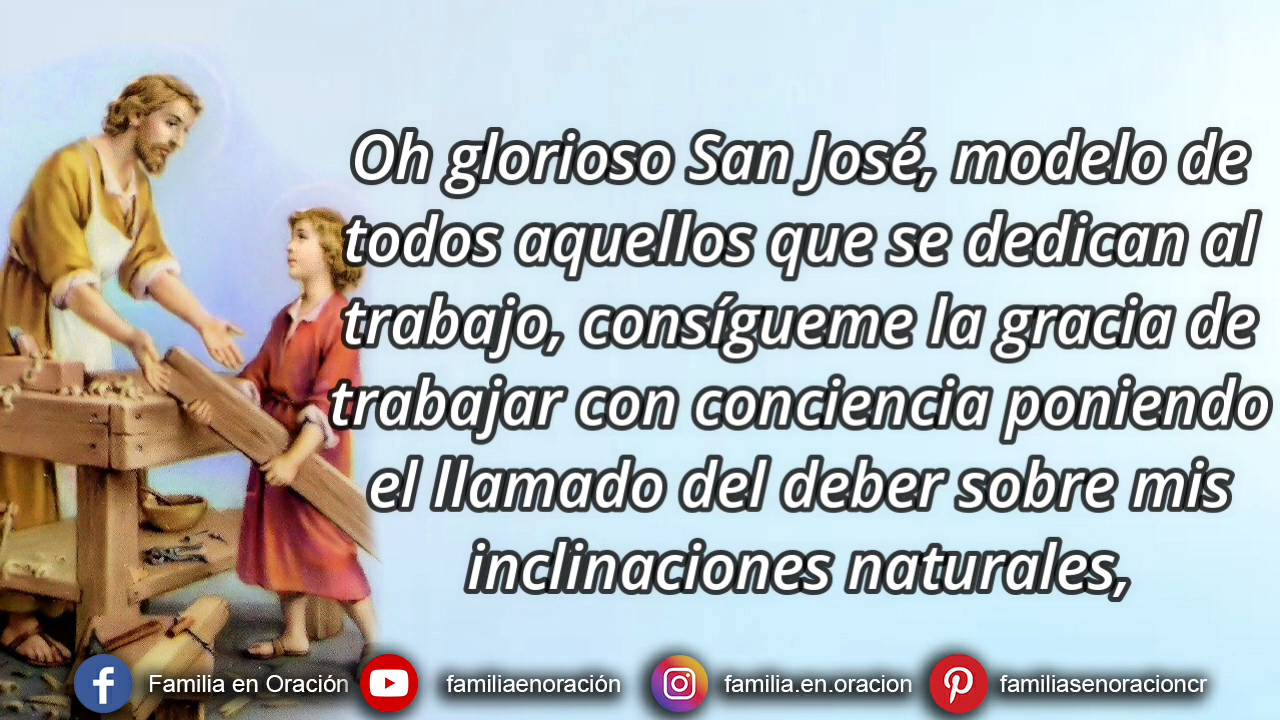 Oh glorioso San José, modelo de
todos aquellos que se dedican al
trabajo, consígueme la gracia de
trabajar con conciencia poniendo
el llamado del deber sobre mis
inclinaciones naturales,
Familia en Oración familiaenoración familia.en.oracion familiasenoracioncr